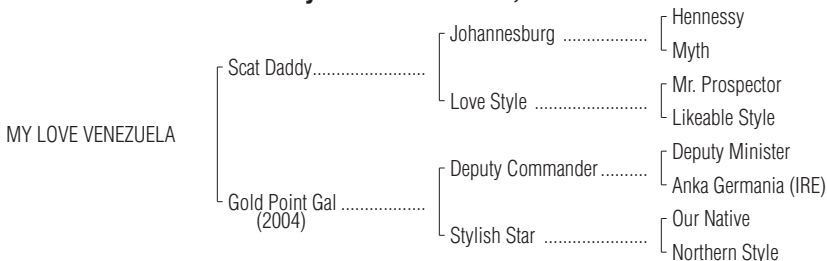 Hennessy
Johannesburg ...................
Myth
Scat Daddy.........................
Mr. Prospector
Love Style .........................
Likeable Style
MY LOVE VENEZUELA
Deputy Minister
Deputy Commander..........
Anka Germania (IRE)
Gold Point Gal ...................
(2004)
Our Native
Stylish Star .......................
Northern Style